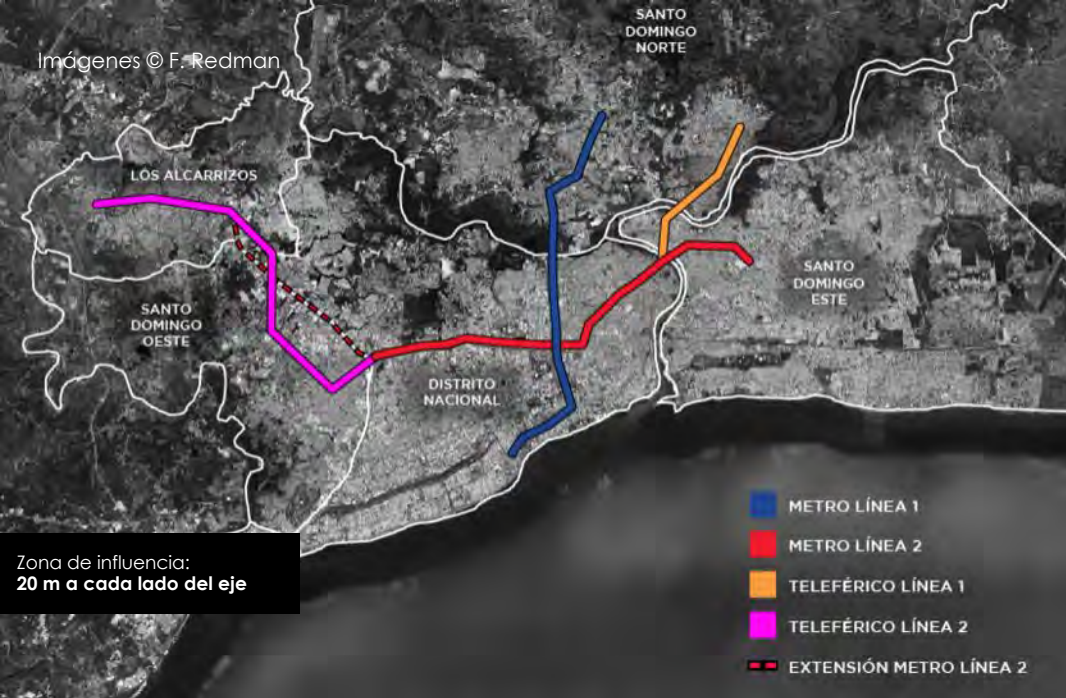 SANTO
DOMINGO
NORTE
Imágenes © F. Redman
LOS ALCARRIZOS
SANTO
DOMINGO
ESTE
SANTO
DOMINGO
OESTE
DISTRITO
NACIONAL
METRO LÍNEA 1
METRO LÍNEA 2
Zona de influencia:
20 m a cada lado del eje
TELEFÉRICO LÍNEA 1
TELEFÉRICO LÍNEA 2
EXTENSIÓN METRO LÍNEA 2